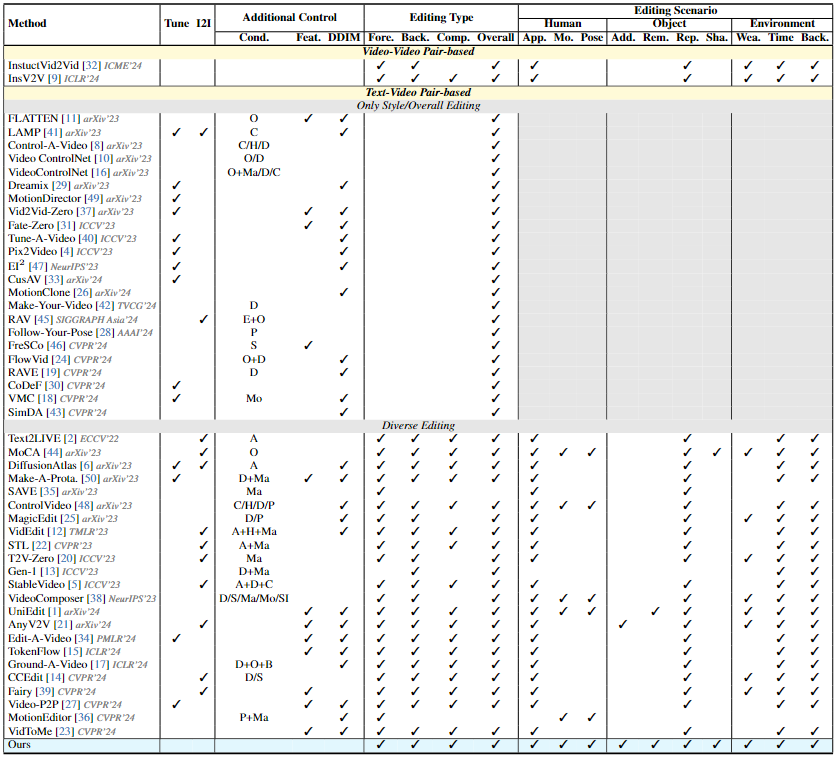 Editing Scenario
Method Tune I2I Additional Control Editing Type Human Object Environment
Cond. Feat. DDIM Fore. Back. Comp. Overall App. Mo. Pose Add. Rem. Rep. Sha. Wea. Time Back.
Video-Video Pair-based
InstuctVid2Vid [32] ICME'24 ✓ ✓ ✓ ✓ ✓ ✓ ✓ ✓
InsV2V [9] ICLR'24 ✓ ✓ ✓ ✓ ✓ ✓ ✓ ✓ ✓
Text-Video Pair-based
Only Style/Overall Editing
FLATTEN [11] arXiv'23 O ✓ ✓ ✓
LAMP [41] arXiv'23 ✓ ✓ C ✓ ✓
Control-A-Video [8] arXiv'23 C/H/D ✓
Video ControlNet [10] arXiv'23 O/D ✓
VideoControlNet [16] arXiv'23 O+Ma/D/C ✓
Dreamix [29] arXiv'23 ✓ ✓ ✓
MotionDirector [49] arXiv'23 ✓ ✓
Vid2Vid-Zero [37] arXiv'23 ✓ ✓ ✓ ✓
Fate-Zero [31] ICCV'23 ✓ ✓ ✓
Tune-A-Video [40] ICCV'23 ✓ ✓ ✓
Pix2Video [4] ICCV'23 ✓ ✓ ✓
EI² [47] NeurIPS'23 ✓ ✓ ✓
CusAV [33] arXiv'24 ✓ ✓
MotionClone [26] arXiv'24 ✓ ✓
Make-Your-Video [42] TVCG'24 D ✓
RAV [45] SIGGRAPH Asia'24 ✓ E+O ✓
Follow-Your-Pose [28] AAAI'24 P ✓
FreSCo [46] CVPR'24 S ✓ ✓
FlowVid [24] CVPR'24 O+D ✓ ✓
RAVE [19] CVPR'24 D ✓ ✓
CoDeF [30] CVPR'24 ✓ ✓
VMC [18] CVPR'24 ✓ Mo ✓ ✓
SimDA [43] CVPR'24 ✓ ✓
Diverse Editing
Text2LIVE [2] ECCV'22 ✓ A ✓ ✓ ✓ ✓ ✓ ✓ ✓ ✓
MoCA [44] arXiv'23 ✓ O ✓ ✓ ✓ ✓ ✓ ✓ ✓ ✓ ✓ ✓ ✓ ✓
DiffusionAtlas [6] arXiv'23 ✓ ✓ A ✓ ✓ ✓ ✓ ✓ ✓ ✓ ✓ ✓
Make-A-Prota. [50] arXiv'23 ✓ D+Ma ✓ ✓ ✓ ✓ ✓ ✓ ✓ ✓ ✓ ✓
SAVE [35] arXiv'23 Ma ✓ ✓ ✓
ControlVideo [48] arXiv'23 C/H/D/P ✓ ✓ ✓ ✓ ✓ ✓ ✓ ✓ ✓ ✓ ✓
MagicEdit [25] arXiv'23 D/P ✓ ✓ ✓ ✓ ✓ ✓ ✓ ✓ ✓
VidEdit [12] TMLR'23 ✓ A+H+Ma ✓ ✓ ✓ ✓ ✓ ✓ ✓ ✓ ✓
STL [22] CVPR'23 ✓ A+Ma ✓ ✓ ✓ ✓ ✓ ✓ ✓ ✓
T2V-Zero [20] ICCV'23 ✓ Ma ✓ ✓ ✓ ✓ ✓ ✓ ✓ ✓
Gen-1 [13] ICCV'23 D+Ma ✓ ✓ ✓ ✓
StableVideo [5] ICCV'23 ✓ A+D+C ✓ ✓ ✓ ✓ ✓ ✓ ✓ ✓
VideoComposer [38] NeurIPS'23 D/S/Ma/Mo/SI ✓ ✓ ✓ ✓ ✓ ✓ ✓ ✓ ✓ ✓
UniEdit [1] arXiv'24 ✓ ✓ ✓ ✓ ✓ ✓ ✓ ✓ ✓ ✓ ✓ ✓ ✓ ✓
AnyV2V [21] arXiv'24 ✓ ✓ ✓ ✓ ✓ ✓ ✓ ✓ ✓ ✓ ✓ ✓ ✓
Edit-A-Video [34] PMLR'24 ✓ ✓ ✓ ✓ ✓ ✓ ✓ ✓ ✓ ✓ ✓
TokenFlow [15] ICLR'24 ✓ ✓ ✓ ✓ ✓ ✓ ✓ ✓ ✓ ✓
Ground-A-Video [17] ICLR'24 D+O+B ✓ ✓ ✓ ✓ ✓ ✓ ✓ ✓ ✓
CCEdit [14] CVPR'24 ✓ D/S ✓ ✓ ✓ ✓ ✓ ✓ ✓ ✓ ✓
Fairy [39] CVPR'24 ✓ ✓ ✓ ✓ ✓ ✓ ✓ ✓ ✓ ✓ ✓
Video-P2P [27] CVPR'24 ✓ ✓ ✓ ✓ ✓ ✓ ✓ ✓ ✓ ✓ ✓
MotionEditor [36] CVPR'24 P+Ma ✓ ✓ ✓ ✓
VidToMe [23] CVPR'24 ✓ ✓ ✓ ✓ ✓ ✓ ✓ ✓ ✓ ✓
Ours ✓ ✓ ✓ ✓ ✓ ✓ ✓ ✓ ✓ ✓ ✓ ✓ ✓ ✓